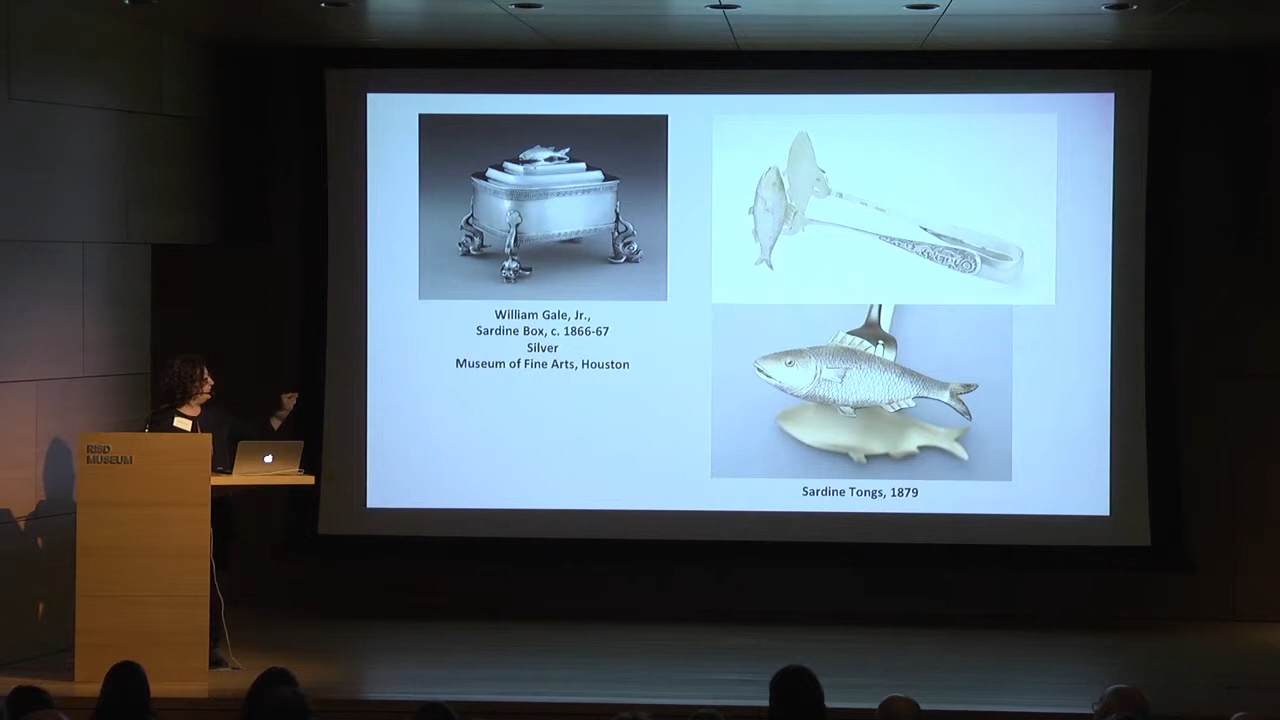 William Gale, Jr.,
Sardine Box, c. 1866-67
Silver
Museum of Fine Arts, Houston
Sardine Tongs, 1879
RISD
MUSEUM